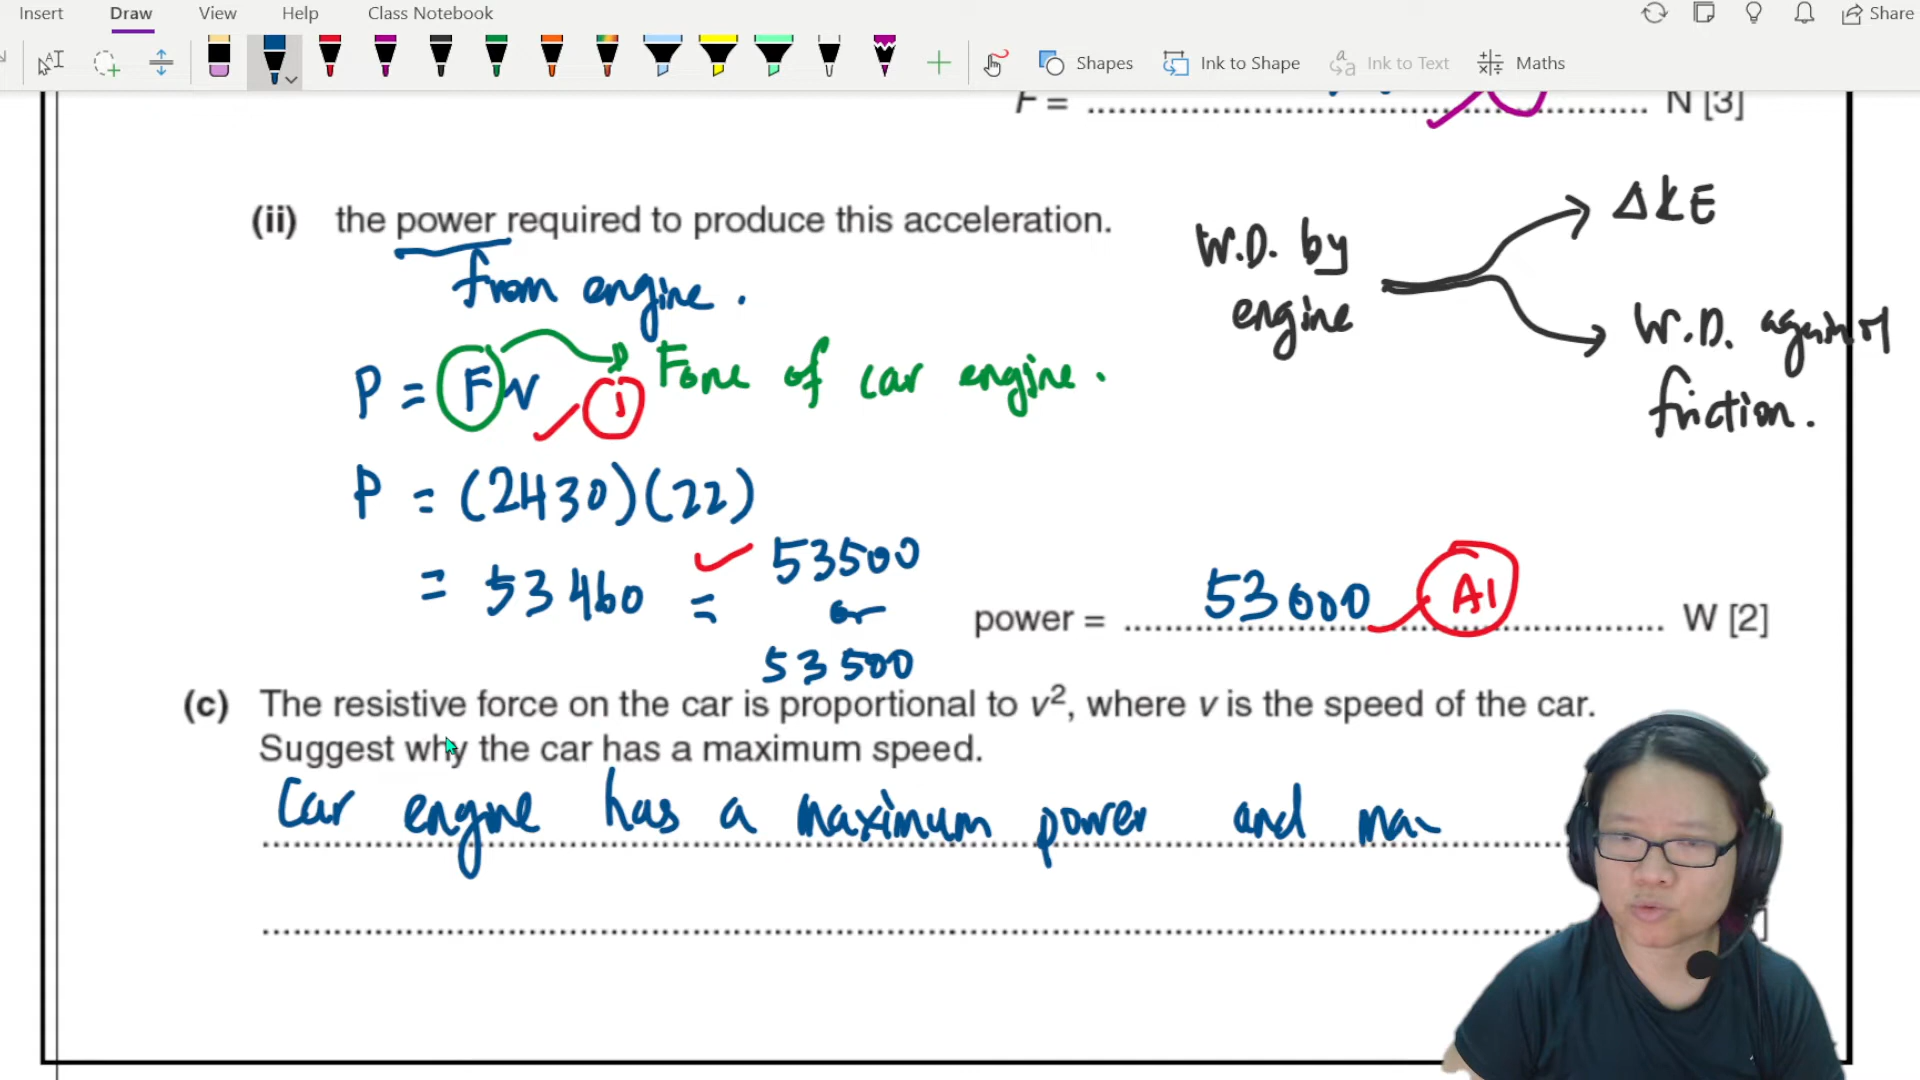 Insert Draw View Help Class Notebook Share
Shapes Ink to Shape Ink to Text Maths
F = N [3]
(ii) the power required to produce this acceleration.
from engine.
W.D. by engine
ΔKE
W.D. against friction.
P = Fv 1 Force of car engine.
P = (2430)(22)
= 53460 = 53500
or
53500
power = 53000 A1 W [2]
(c) The resistive force on the car is proportional to v², where v is the speed of the car.
Suggest why the car has a maximum speed.
Car engine has a maximum power and max
]